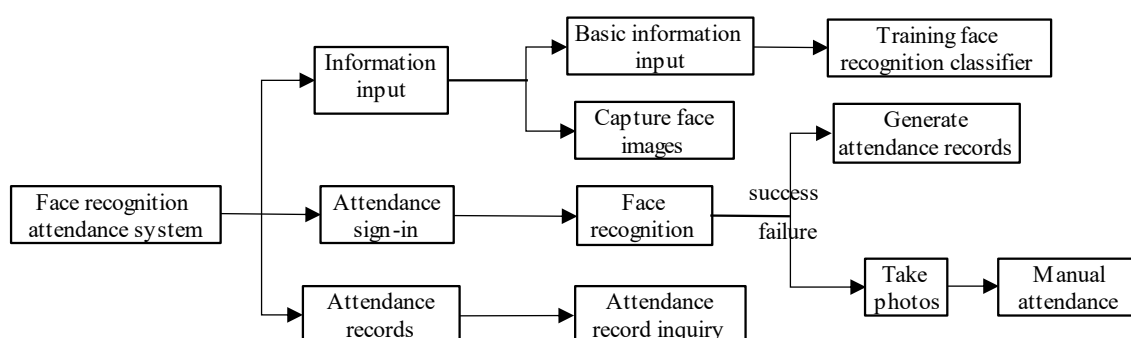 Information
input
Basic information
input
Training face
recognition classifier
Capture face
images
Generate
attendance records
Face recognition
attendance system
Attendance
sign-in
Face
recognition
success
failure
Take
photos
Manual
attendance
Attendance
records
Attendance
record inquiry